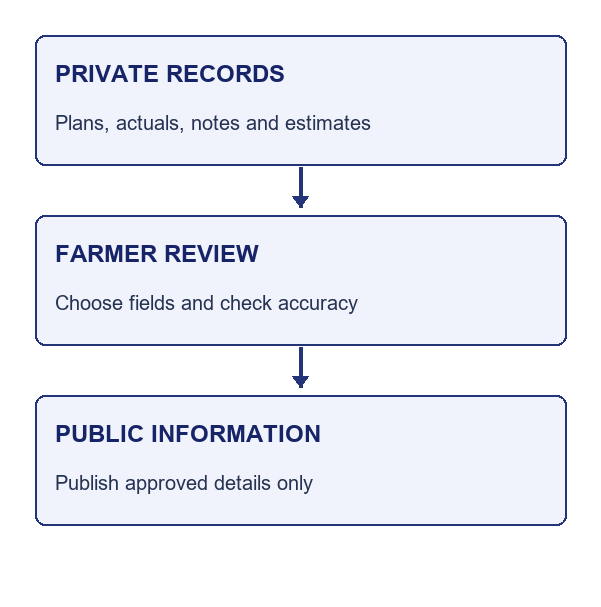 PRIVATE RECORDS
Plans, actuals, notes and estimates
FARMER REVIEW
Choose fields and check accuracy
PUBLIC INFORMATION
Publish approved details only